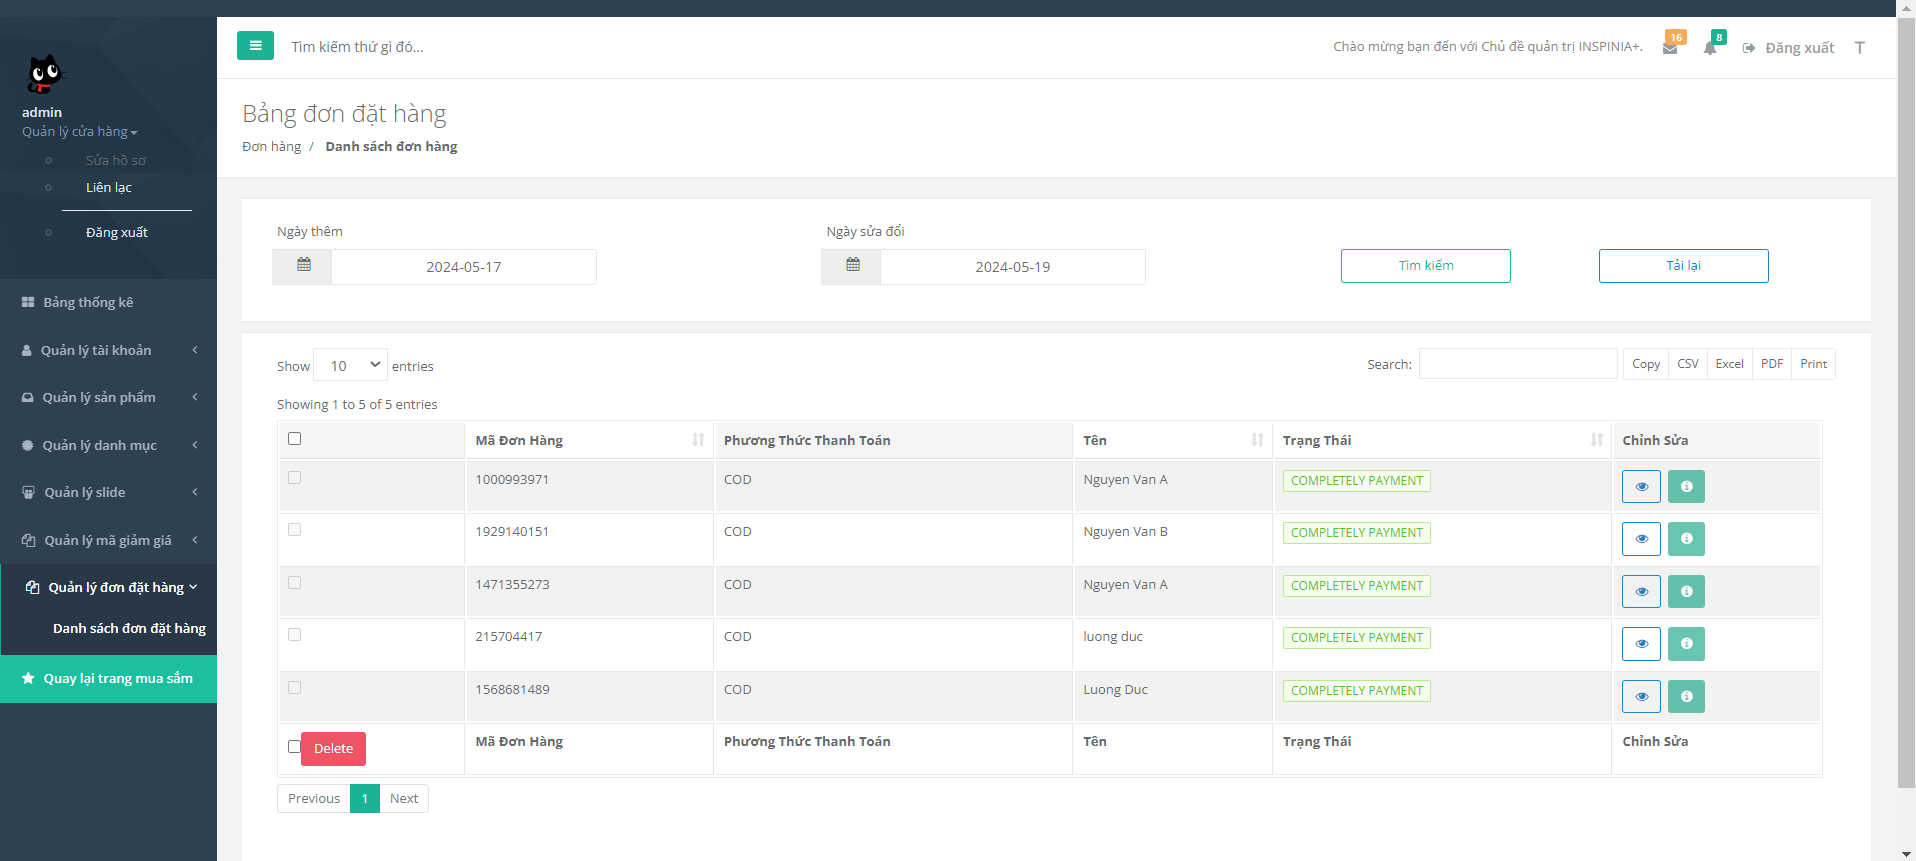 admin
Quản lý cửa hàng
Sửa hồ sơ
Liên lạc
Đăng xuất
Bảng thống kê
Quản lý tài khoản
Quản lý sản phẩm
Quản lý danh mục
Quản lý slide
Quản lý mã giảm giá
Quản lý đơn đặt hàng
Danh sách đơn đặt hàng
Quay lại trang mua sắm
Tìm kiếm thứ gì đó...
Chào mừng bạn đến với Chủ đề quản trị INSPINIA+. 16 8 Đăng xuất T
Bảng đơn đặt hàng
Đơn hàng / Danh sách đơn hàng
Ngày thêm Ngày sửa đổi
2024-05-17 2024-05-19 Tìm kiếm Tải lại
Show 10 entries Search: Copy CSV Excel PDF Print
Showing 1 to 5 of 5 entries
Mã Đơn Hàng Phương Thức Thanh Toán Tên Trạng Thái Chỉnh Sửa
1000993971 COD Nguyen Van A COMPLETELY PAYMENT
1929140151 COD Nguyen Van B COMPLETELY PAYMENT
1471355273 COD Nguyen Van A COMPLETELY PAYMENT
215704417 COD luong duc COMPLETELY PAYMENT
1568681489 COD Luong Duc COMPLETELY PAYMENT
Delete Mã Đơn Hàng Phương Thức Thanh Toán Tên Trạng Thái Chỉnh Sửa
Previous 1 Next